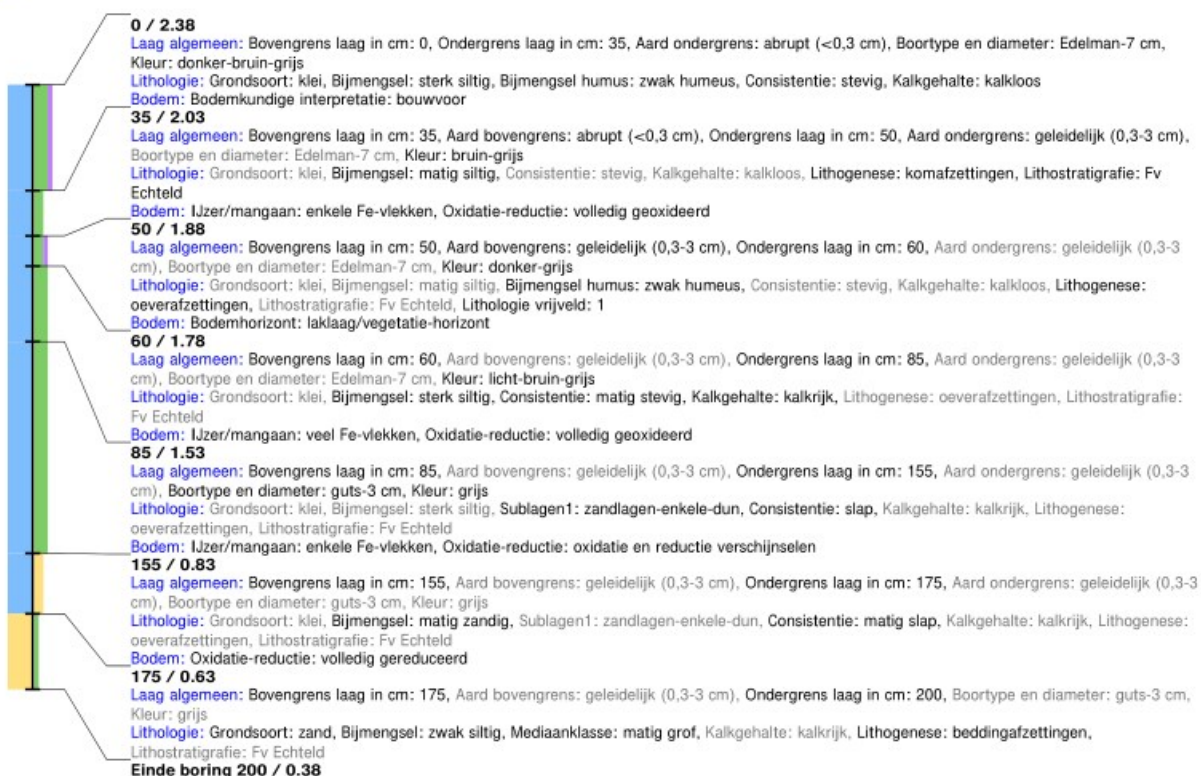 0 / 2.38
Laag algemeen: Bovengrens laag in cm: 0, Ondergrens laag in cm: 35, Aard ondergrens: abrupt (<0,3 cm), Boortype en diameter: Edelman-7 cm,
Kleur: donker-bruin-grijs
Lithologie: Grondsoort: klei, Bijmengsel: sterk siltig, Bijmengsel humus: zwak humeus, Consistentie: stevig, Kalkgehalte: kalkloos
Bodem: Bodemkundige interpretatie: bouwvoor
35 / 2.03
Laag algemeen: Bovengrens laag in cm: 35, Aard bovengrens: abrupt (<0,3 cm), Ondergrens laag in cm: 50, Aard ondergrens: geleidelijk (0,3-3 cm),
Boortype en diameter: Edelman-7 cm, Kleur: bruin-grijs
Lithologie: Grondsoort: klei, Bijmengsel: matig siltig, Consistentie: stevig, Kalkgehalte: kalkloos, Lithogenese: komafzettingen, Lithostratigrafie: Fv
Echteld
Bodem: IJzer/mangaan: enkele Fe-vlekken, Oxidatie-reductie: volledig geoxideerd
50 / 1.88
Laag algemeen: Bovengrens laag in cm: 50, Aard bovengrens: geleidelijk (0,3-3 cm), Ondergrens laag in cm: 60, Aard ondergrens: geleidelijk (0,3-3
cm), Boortype en diameter: Edelman-7 cm, Kleur: donker-grijs
Lithologie: Grondsoort: klei, Bijmengsel: matig siltig, Bijmengsel humus: zwak humeus, Consistentie: stevig, Kalkgehalte: kalkloos, Lithogenese:
oeverafzettingen, Lithostratigrafie: Fv Echteld, Lithologie vrijveld: 1
Bodem: Bodemhorizont: laklaag/vegetatie-horizont
60 / 1.78
Laag algemeen: Bovengrens laag in cm: 60, Aard bovengrens: geleidelijk (0,3-3 cm), Ondergrens laag in cm: 85, Aard ondergrens: geleidelijk (0,3-3
cm), Boortype en diameter: Edelman-7 cm, Kleur: licht-bruin-grijs
Lithologie: Grondsoort: klei, Bijmengsel: sterk siltig, Consistentie: matig stevig, Kalkgehalte: kalkrijk, Lithogenese: oeverafzettingen, Lithostratigrafie:
Fv Echteld
Bodem: IJzer/mangaan: veel Fe-vlekken, Oxidatie-reductie: volledig geoxideerd
85 / 1.53
Laag algemeen: Bovengrens laag in cm: 85, Aard bovengrens: geleidelijk (0,3-3 cm), Ondergrens laag in cm: 155, Aard ondergrens: geleidelijk (0,3-3
cm), Boortype en diameter: guts-3 cm, Kleur: grijs
Lithologie: Grondsoort: klei, Bijmengsel: sterk siltig, Sublagen1: zandlagen-enkele-dun, Consistentie: slap, Kalkgehalte: kalkrijk, Lithogenese:
oeverafzettingen, Lithostratigrafie: Fv Echteld
Bodem: IJzer/mangaan: enkele Fe-vlekken, Oxidatie-reductie: oxidatie en reductie verschijnselen
155 / 0.83
Laag algemeen: Bovengrens laag in cm: 155, Aard bovengrens: geleidelijk (0,3-3 cm), Ondergrens laag in cm: 175, Aard ondergrens: geleidelijk (0,3-3
cm), Boortype en diameter: guts-3 cm, Kleur: grijs
Lithologie: Grondsoort: klei, Bijmengsel: matig zandig, Sublagen1: zandlagen-enkele-dun, Consistentie: matig slap, Kalkgehalte: kalkrijk, Lithogenese:
oeverafzettingen, Lithostratigrafie: Fv Echteld
Bodem: Oxidatie-reductie: volledig gereduceerd
175 / 0.63
Laag algemeen: Bovengrens laag in cm: 175, Aard bovengrens: geleidelijk (0,3-3 cm), Ondergrens laag in cm: 200, Boortype en diameter: guts-3 cm,
Kleur: grijs
Lithologie: Grondsoort: zand, Bijmengsel: zwak siltig, Mediaanklasse: matig grof, Kalkgehalte: kalkrijk, Lithogenese: beddingafzettingen,
Lithostratigrafie: Fv Echteld
Einde boring 200 / 0.38